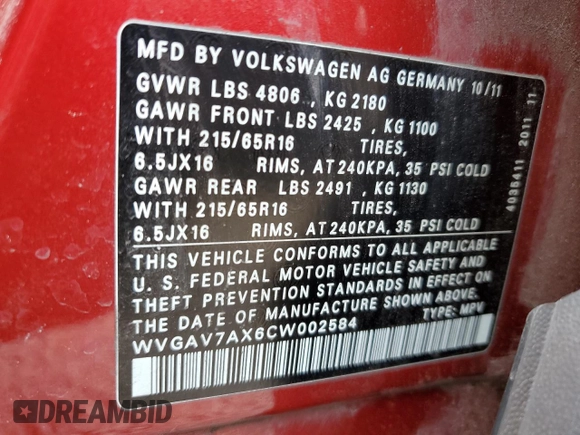 MFD BY VOLKSWAGEN AG GERMANY 10/11
GVWR LBS 4806 , KG 2180
GAWR FRONT LBS 2425 , KG 1100
WITH 215/65R16 TIRES,
6.5JX16 RIMS, AT 240KPA, 35 PSI COLD
GAWR REAR LBS 2491 , KG 1130
WITH 215/65R16 TIRES,
6.5JX16 RIMS, AT 240KPA, 35 PSI COLD
THIS VEHICLE CONFORMS TO ALL APPLICABLE
U. S. FEDERAL MOTOR VEHICLE SAFETY AND
THEFT PREVENTION STANDARDS IN EFFECT ON
THE DATE OF MANUFACTURE SHOWN ABOVE.
WVGAV7AX6CW002584 TYPE: MPV
4035411 2011 11
DREAMBID